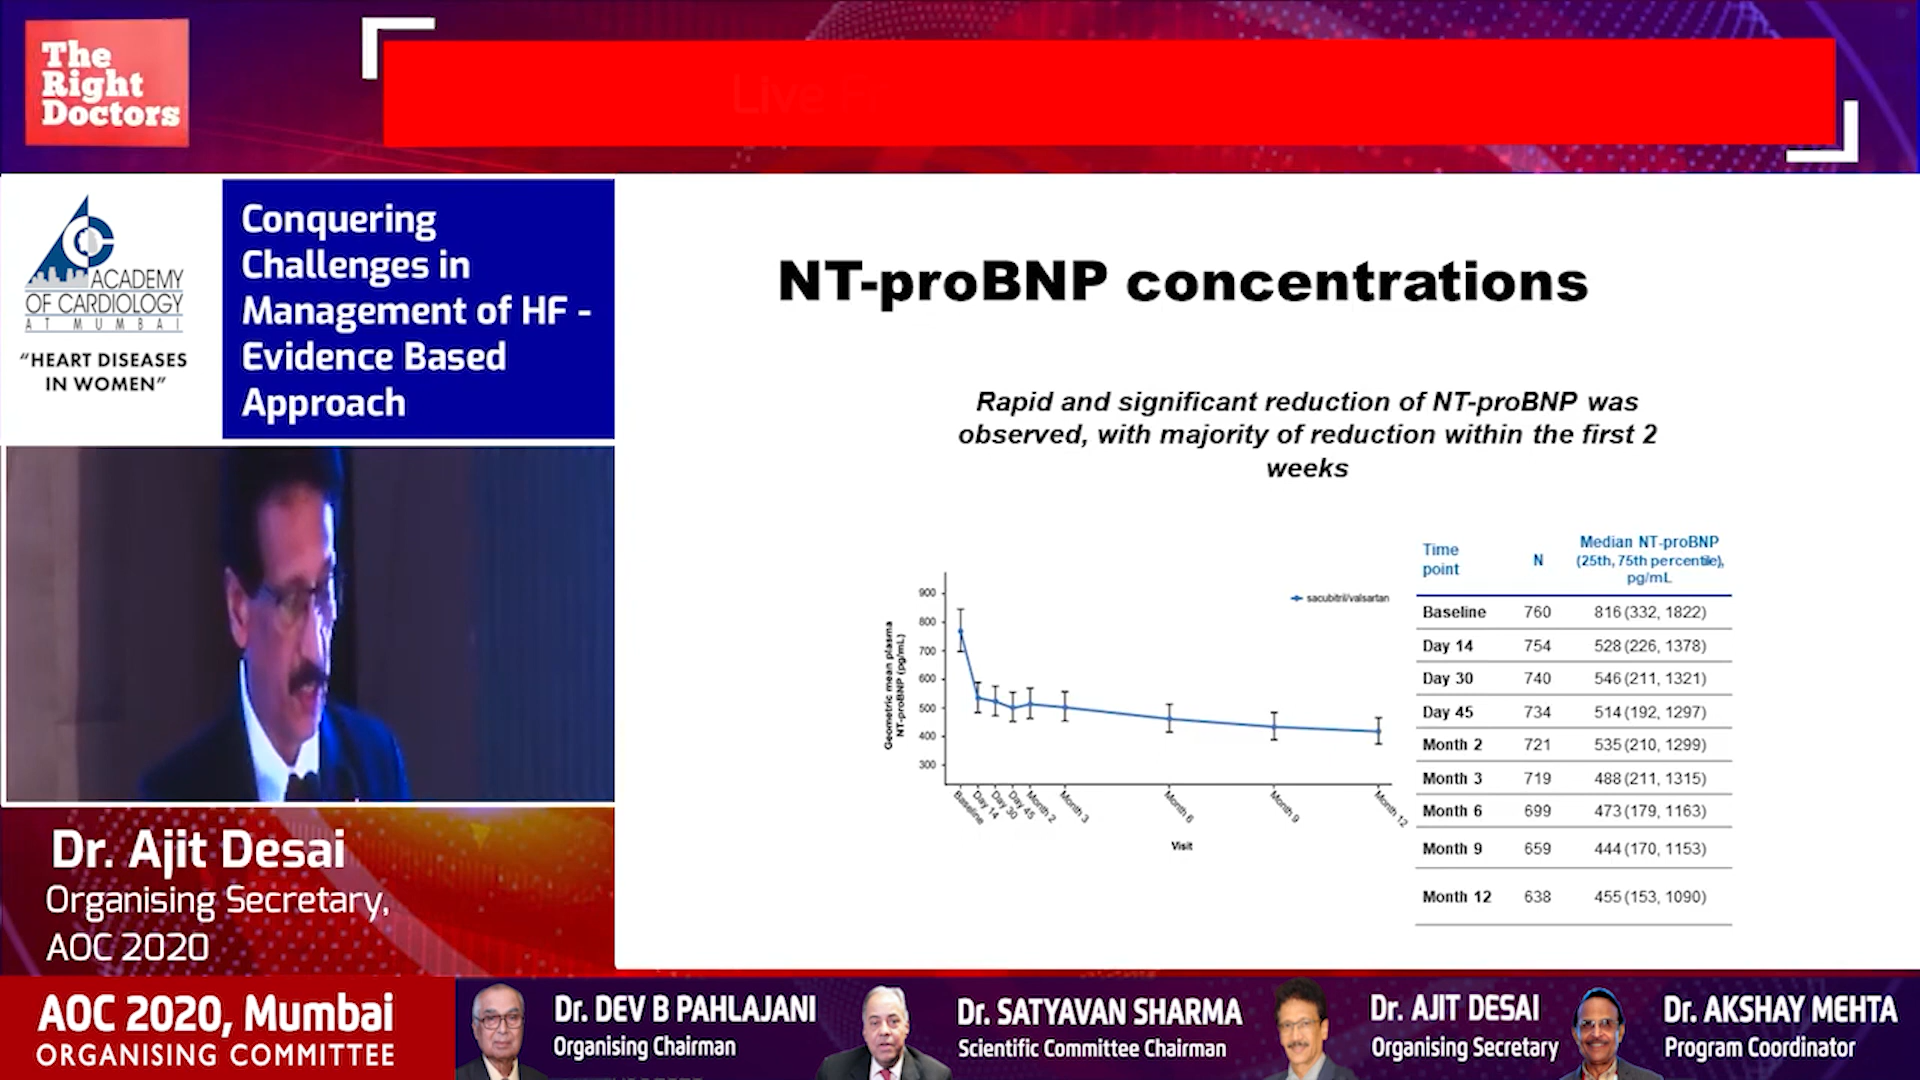 The
Right
Doctors
Live Fr
ACADEMY
OF CARDIOLOGY
AT MUMBAI
“HEART DISEASES
IN WOMEN”
Conquering
Challenges in
Management of HF -
Evidence Based
Approach
NT-proBNP concentrations
Rapid and significant reduction of NT-proBNP was
observed, with majority of reduction within the first 2
weeks
Geometric mean plasma
NT-proBNP (pg/mL)
900
800
700
600
500
400
300
sacubitril/valsartan
Baseline
Day 14
Day 30
Day 45
Month 2
Month 3
Month 6
Month 9
Month 12
Visit
Time point N Median NT-proBNP (25th, 75th percentile), pg/mL
Baseline 760 816 (332, 1822)
Day 14 754 528 (226, 1378)
Day 30 740 546 (211, 1321)
Day 45 734 514 (192, 1297)
Month 2 721 535 (210, 1299)
Month 3 719 488 (211, 1315)
Month 6 699 473 (179, 1163)
Month 9 659 444 (170, 1153)
Month 12 638 455 (153, 1090)
Dr. Ajit Desai
Organising Secretary,
AOC 2020
AOC 2020, Mumbai
ORGANISING COMMITTEE
Dr. DEV B PAHLAJANI
Organising Chairman
Dr. SATYAVAN SHARMA
Scientific Committee Chairman
Dr. AJIT DESAI
Organising Secretary
Dr. AKSHAY MEHTA
Program Coordinator